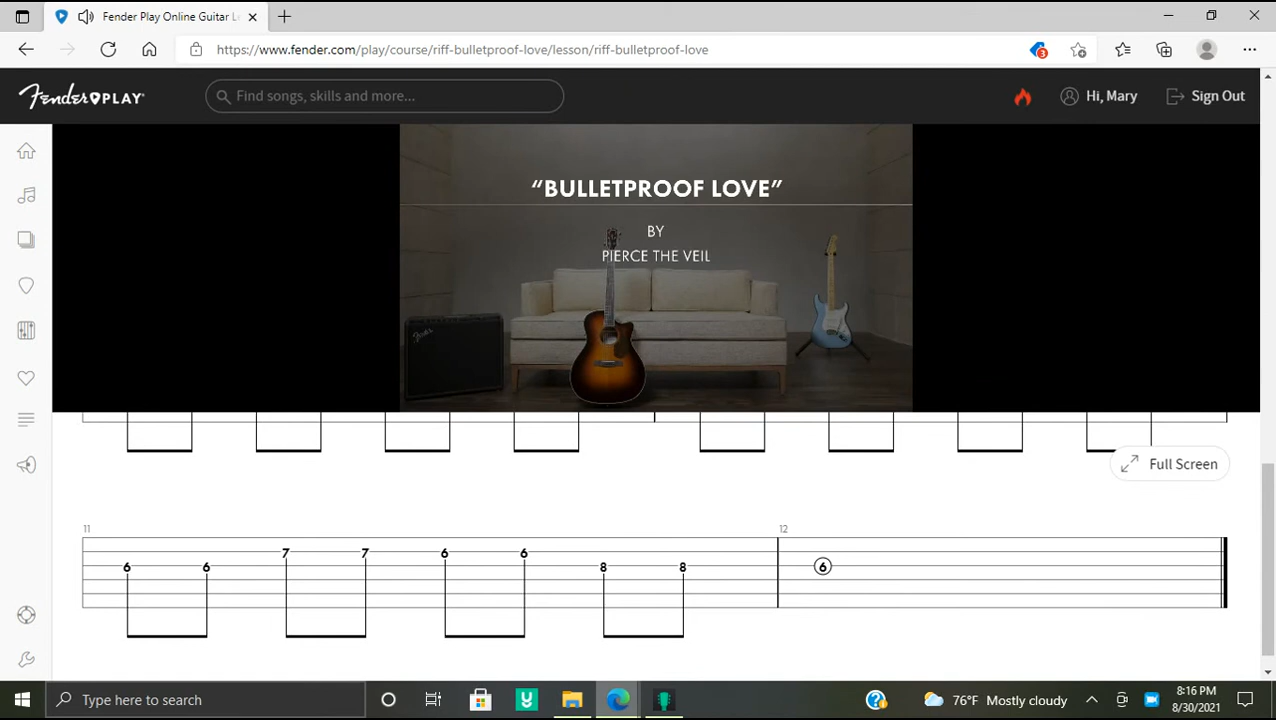 Fender Play Online Guitar Le
https://www.fender.com/play/course/riff-bulletproof-love/lesson/riff-bulletproof-love
3
Fender PLAY
Find songs, skills and more...
Hi, Mary
Sign Out
“BULLETPROOF LOVE”
BY
PIERCE THE VEIL
Fender
Full Screen
11
12
7 7 6 6
6 6 8 8 6
Type here to search
76°F Mostly cloudy
8:16 PM
8/30/2021